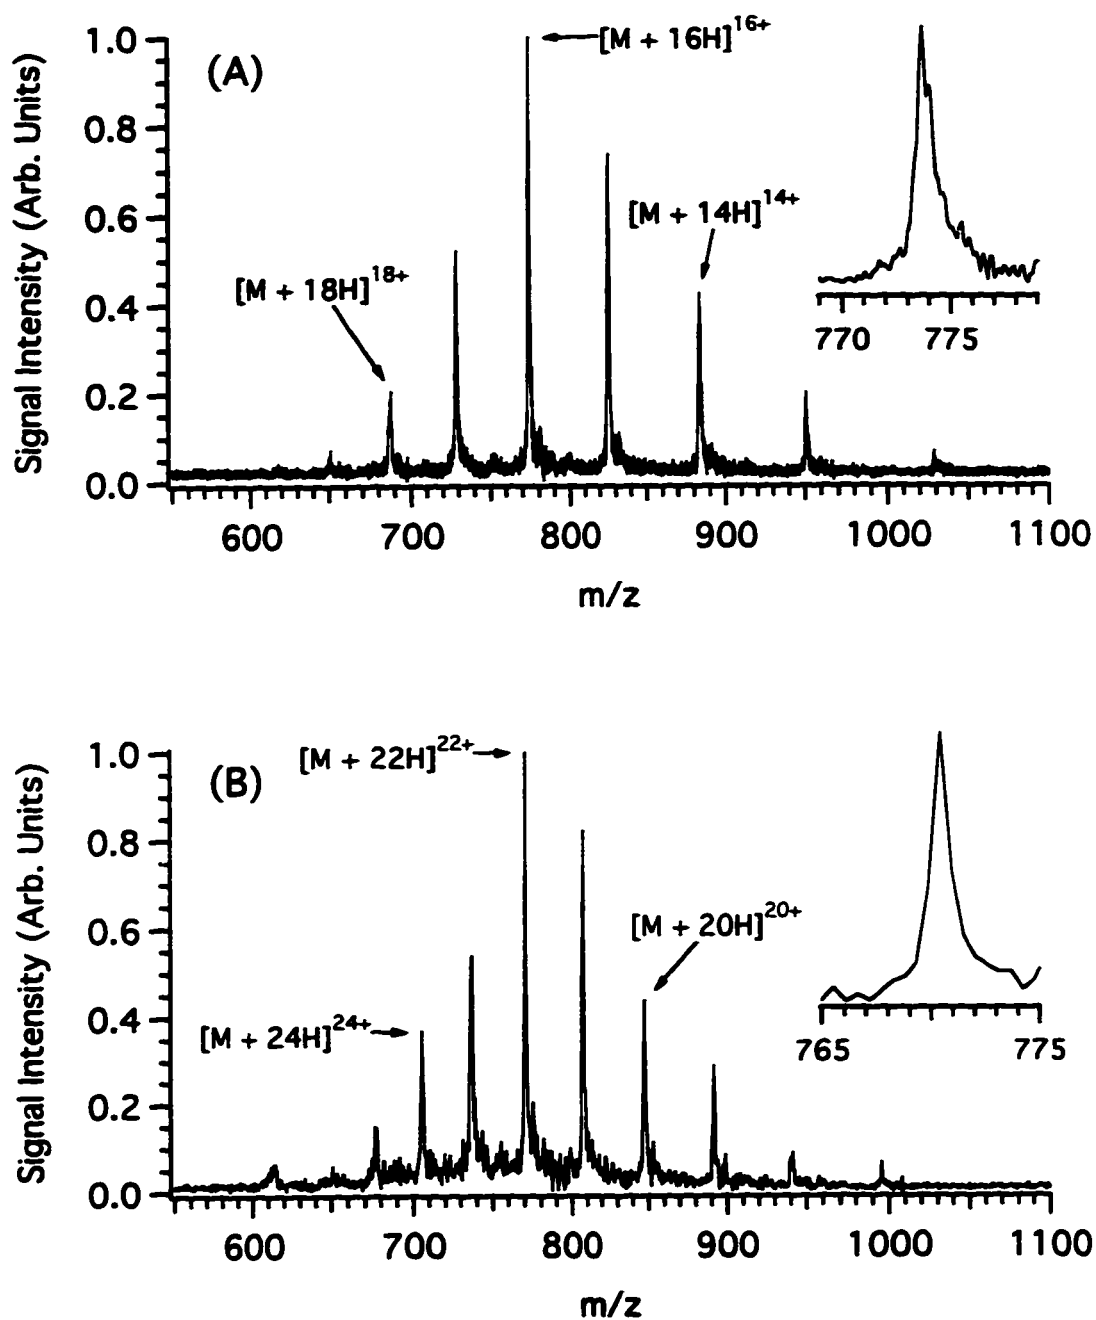 (A)
[M + 16H]16+
[M + 14H]14+
[M + 18H]18+
Signal Intensity (Arb. Units)
1.0
0.8
0.6
0.4
0.2
0.0
770 775
600 700 800 900 1000 1100
m/z
(B)
[M + 22H]22+
[M + 20H]20+
[M + 24H]24+
Signal Intensity (Arb. Units)
1.0
0.8
0.6
0.4
0.2
0.0
765 775
600 700 800 900 1000 1100
m/z